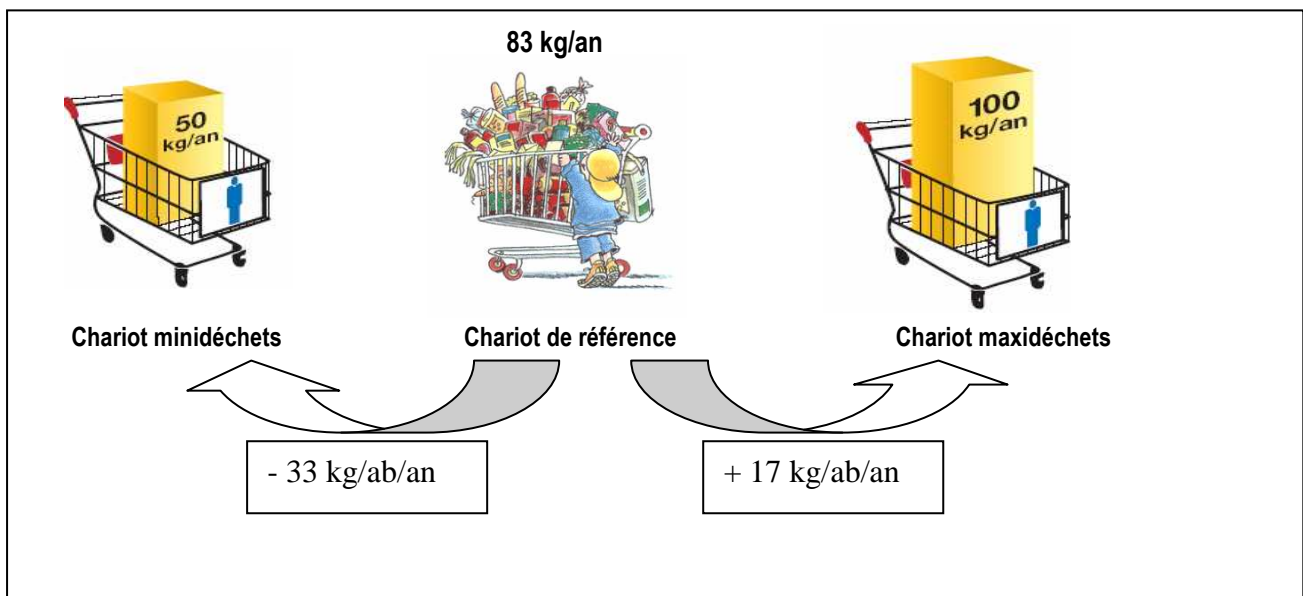 83 kg/an
50
kg/an
100
kg/an
Chariot minidéchets
Chariot de référence
Chariot maxidéchets
- 33 kg/ab/an
+ 17 kg/ab/an